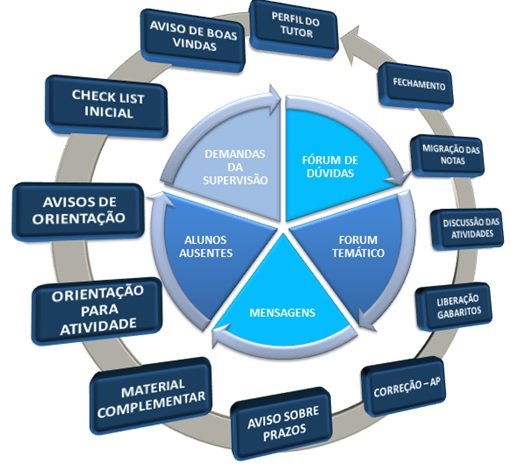 PERFIL DO
TUTOR
AVISO DE BOAS
VINDAS
CHECK LIST
INICIAL
AVISOS DE
ORIENTAÇÃO
ORIENTAÇÃO
PARA
ATIVIDADE
MATERIAL
COMPLEMENTAR
AVISO SOBRE
PRAZOS
CORREÇÃO – AP
LIBERAÇÃO
GABARITOS
DISCUSSÃO DAS
ATIVIDADES
MIGRAÇÃO DAS
NOTAS
FECHAMENTO
DEMANDAS
DA
SUPERVISÃO
FÓRUM DE
DÚVIDAS
FORUM
TEMÁTICO
MENSAGENS
ALUNOS
AUSENTES